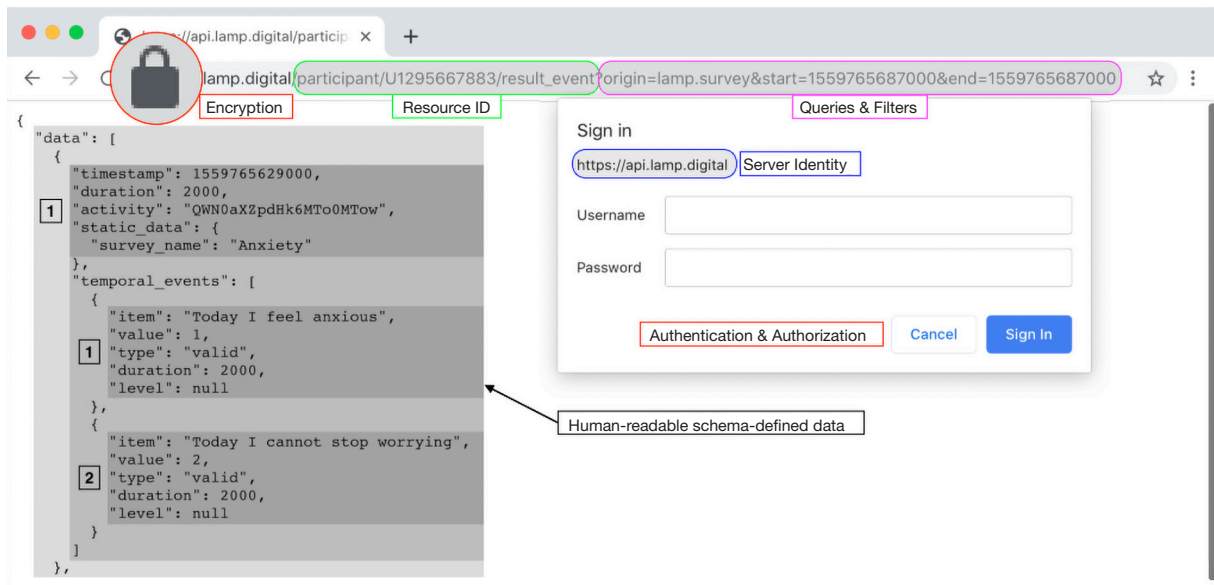 ://api.lamp.digital/particip × +
lamp.digital/participant/U1295667883/result_event?origin=lamp.survey&start=1559765687000&end=1559765687000
Encryption
Resource ID
Queries & Filters
{
"data": [
{
1
"timestamp": 1559765629000,
"duration": 2000,
"activity": "QWN0aXZpdHk6MTo0MTow",
"static_data": {
"survey_name": "Anxiety"
},
"temporal_events": [
{
1
"item": "Today I feel anxious",
"value": 1,
"type": "valid",
"duration": 2000,
"level": null
},
{
2
"item": "Today I cannot stop worrying",
"value": 2,
"type": "valid",
"duration": 2000,
"level": null
}
]
},
Sign in
https://api.lamp.digital
Server Identity
Username
Password
Authentication & Authorization
Cancel
Sign In
Human-readable schema-defined data